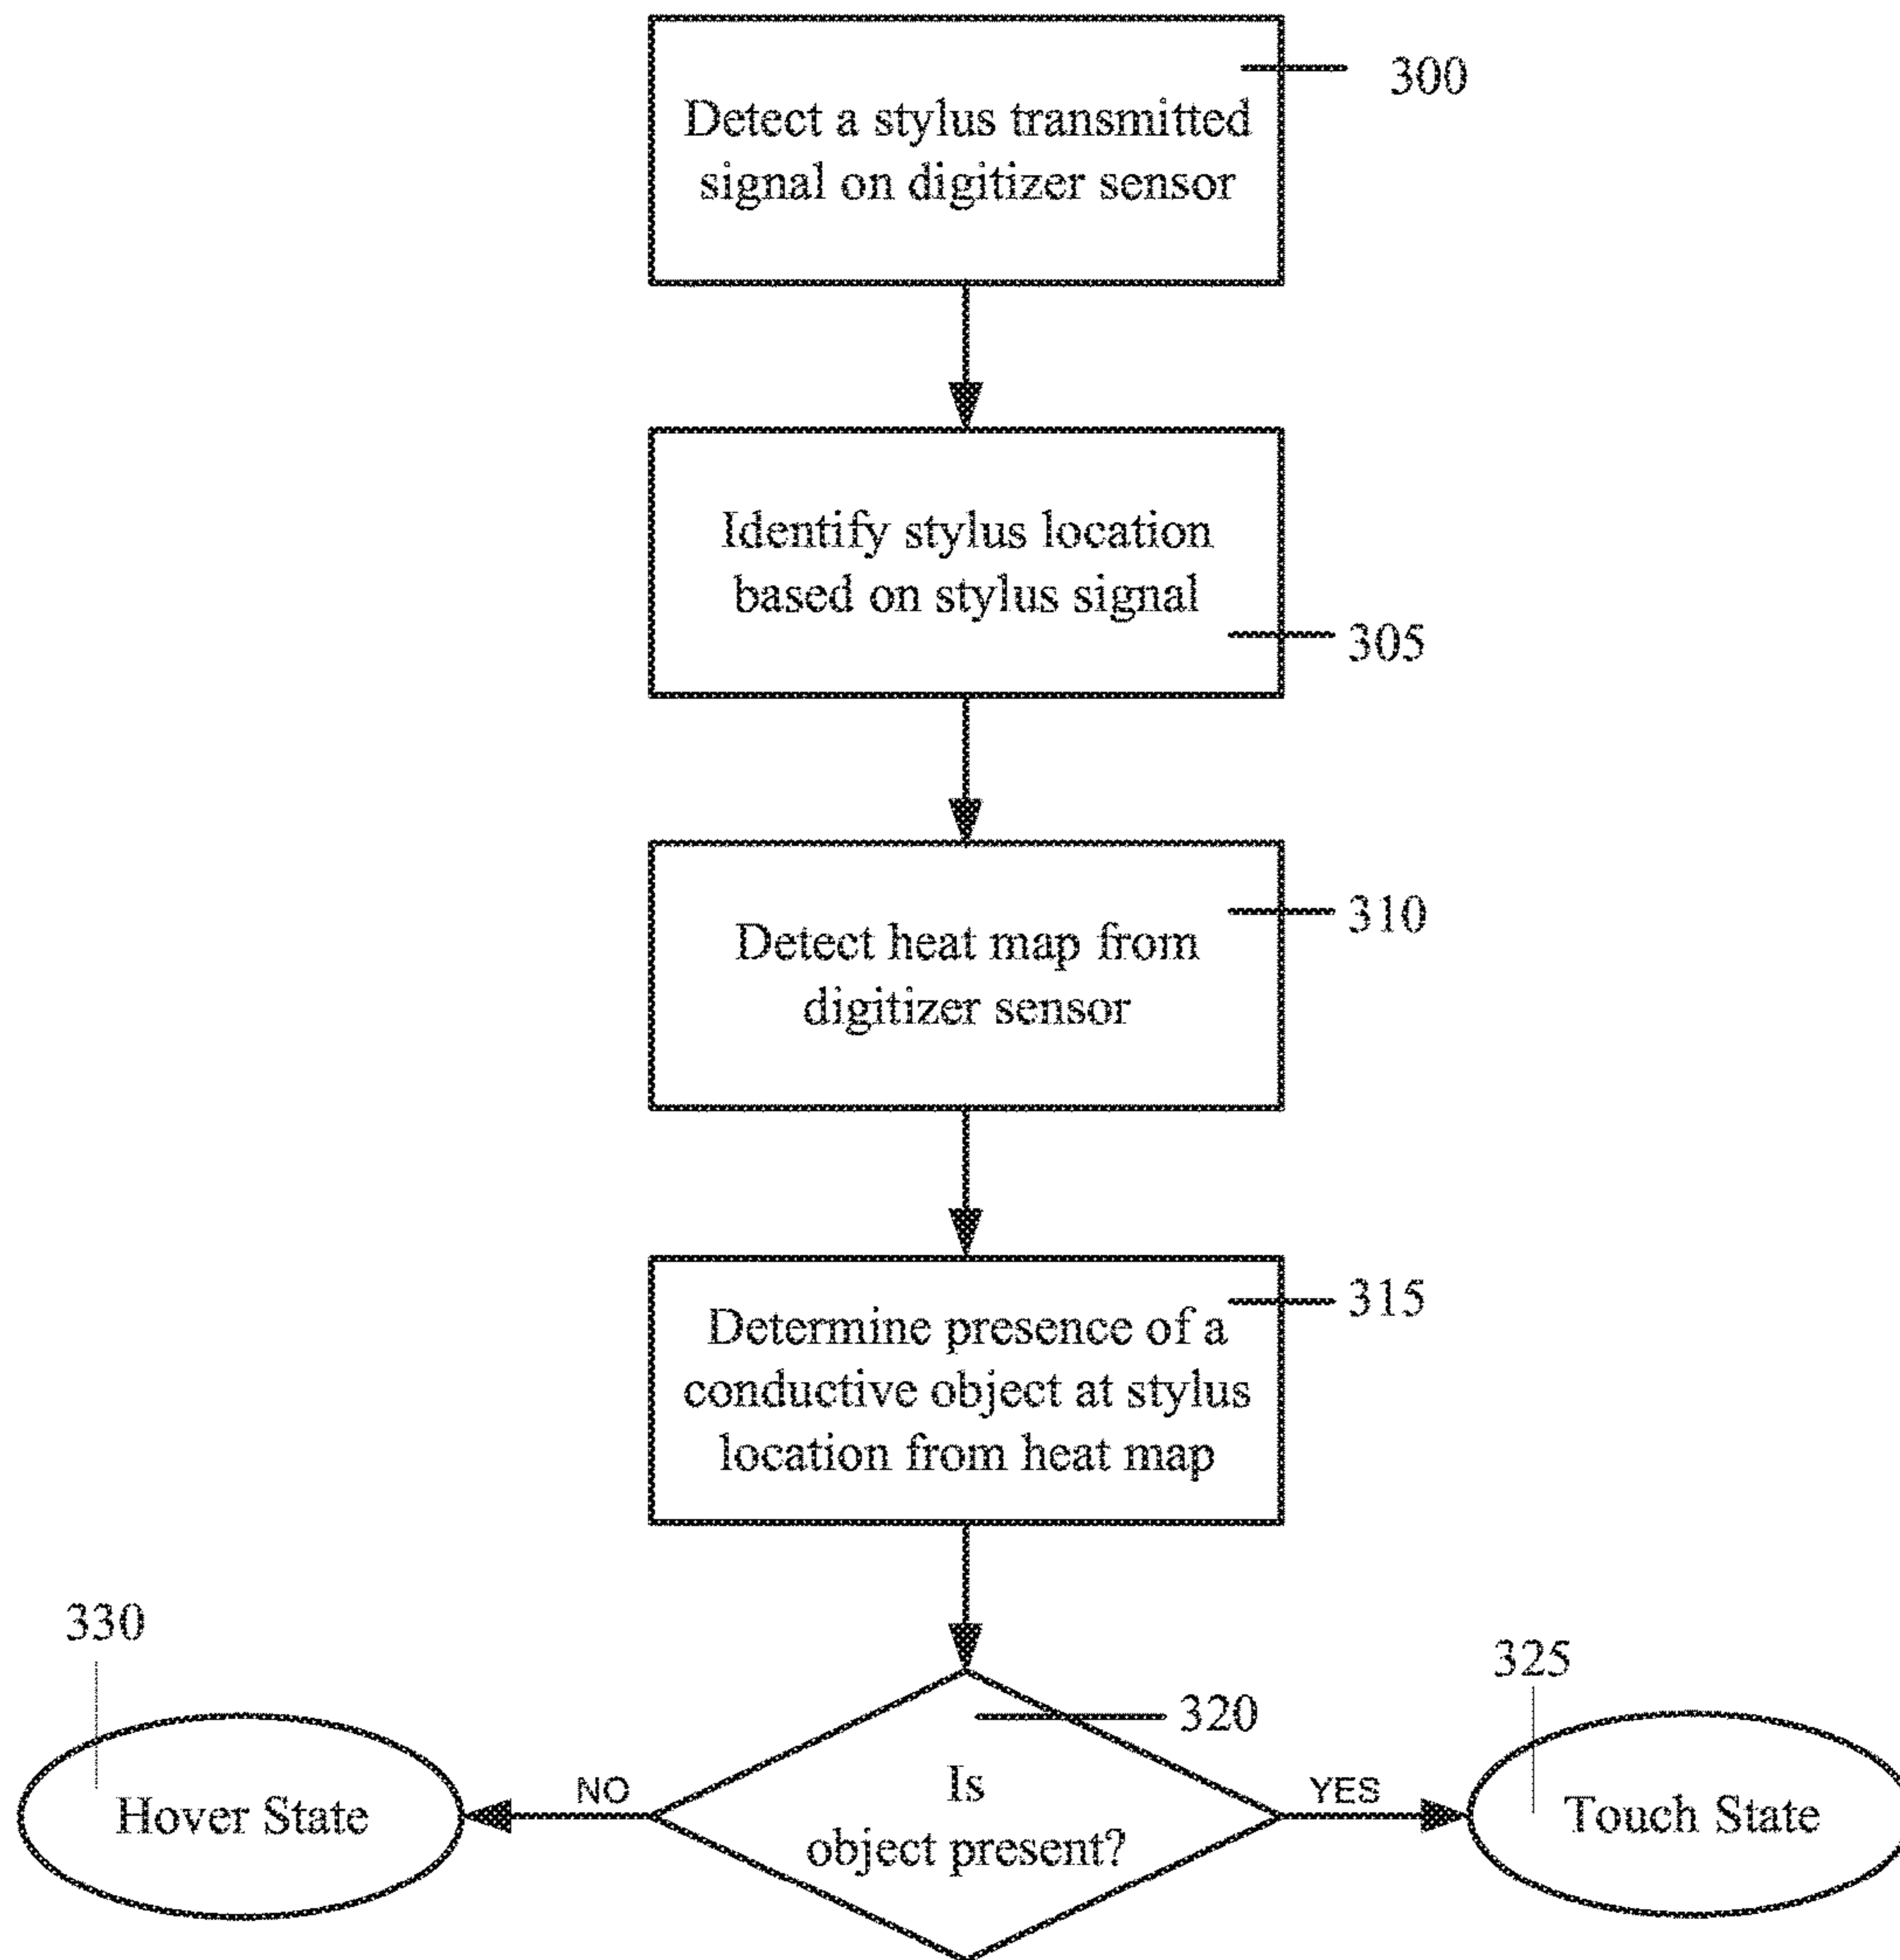 300
Detect a stylus transmitted
signal on digitizer sensor
Identify stylus location
based on stylus signal
305
310
Detect heat map from
digitizer sensor
315
Determine presence of a
conductive object at stylus
location from heat map
330
325
320
Is
object present?
NO
YES
Hover State
Touch State